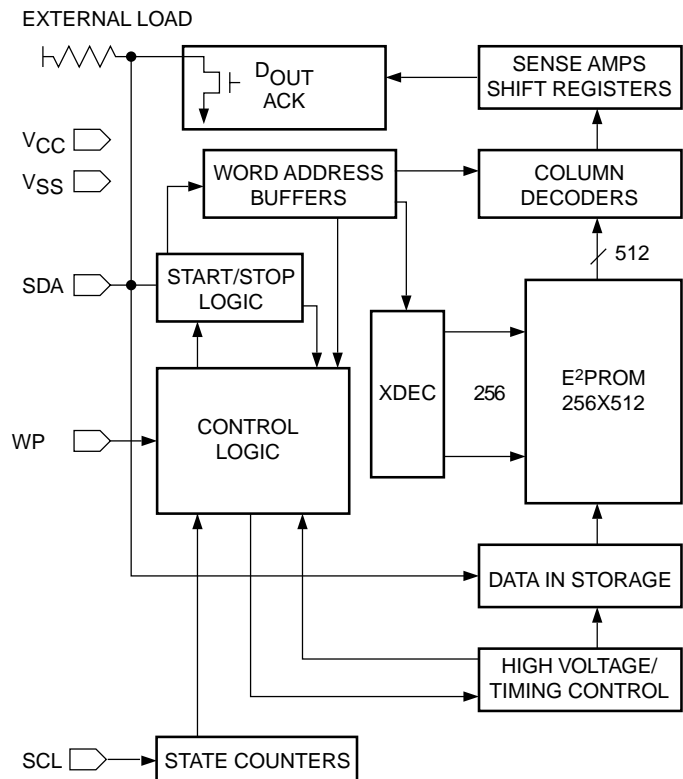 EXTERNAL LOAD
DOUT
ACK
SENSE AMPS
SHIFT REGISTERS
VCC
VSS
WORD ADDRESS
BUFFERS
COLUMN
DECODERS
512
SDA
START/STOP
LOGIC
XDEC
256
E²PROM
256X512
WP
CONTROL
LOGIC
DATA IN STORAGE
HIGH VOLTAGE/
TIMING CONTROL
SCL
STATE COUNTERS